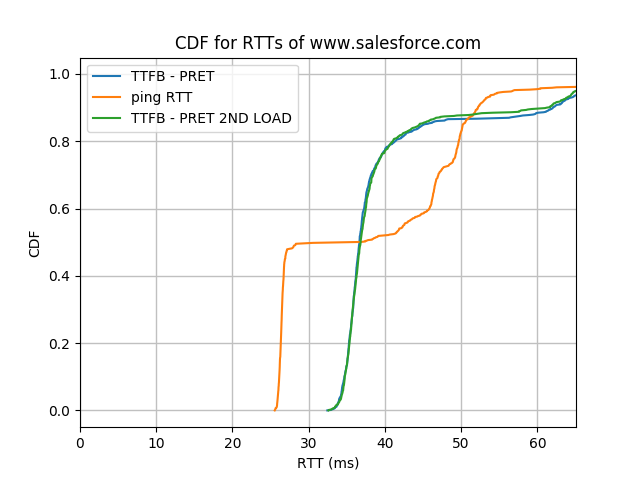 CDF for RTTs of www.salesforce.com
TTFB - PRET
ping RTT
TTFB - PRET 2ND LOAD
1.0
0.8
0.6
0.4
0.2
0.0
CDF
0 10 20 30 40 50 60
RTT (ms)